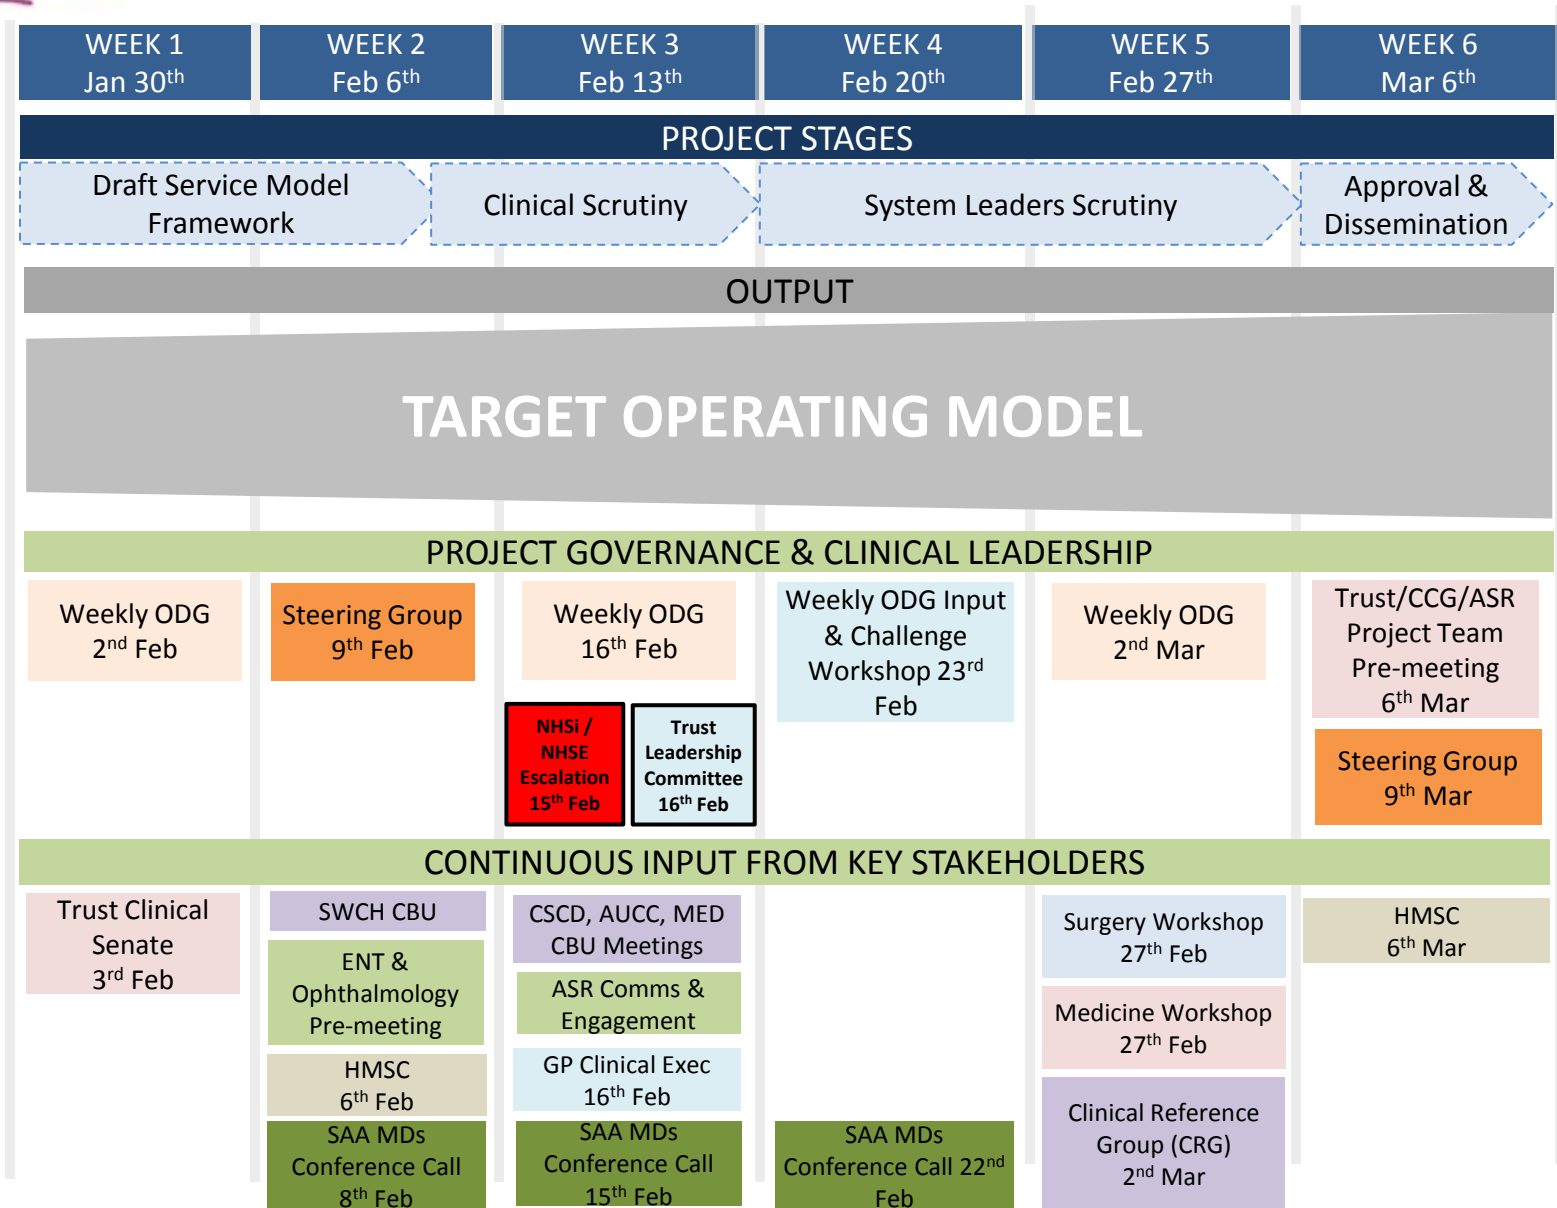 WEEK 1
Jan 30th
WEEK 2
Feb 6th
WEEK 3
Feb 13th
WEEK 4
Feb 20th
WEEK 5
Feb 27th
WEEK 6
Mar 6th
PROJECT STAGES
Draft Service Model
Framework
Clinical Scrutiny
System Leaders Scrutiny
Approval &
Dissemination
OUTPUT
TARGET OPERATING MODEL
PROJECT GOVERNANCE & CLINICAL LEADERSHIP
Weekly ODG
2nd Feb
Steering Group
9th Feb
Weekly ODG
16th Feb
NHSi /
NHSE
Escalation
15th Feb
Trust
Leadership
Committee
16th Feb
Weekly ODG Input
& Challenge
Workshop 23rd
Feb
Weekly ODG
2nd Mar
Trust/CCG/ASR
Project Team
Pre-meeting
6th Mar
Steering Group
9th Mar
CONTINUOUS INPUT FROM KEY STAKEHOLDERS
Trust Clinical
Senate
3rd Feb
SWCH CBU
ENT &
Ophthalmology
Pre-meeting
HMSC
6th Feb
SAA MDs
Conference Call
8th Feb
CSCD, AUCC, MED
CBU Meetings
ASR Comms &
Engagement
GP Clinical Exec
16th Feb
SAA MDs
Conference Call
15th Feb
SAA MDs
Conference Call 22nd
Feb
Surgery Workshop
27th Feb
Medicine Workshop
27th Feb
Clinical Reference
Group (CRG)
2nd Mar
HMSC
6th Mar